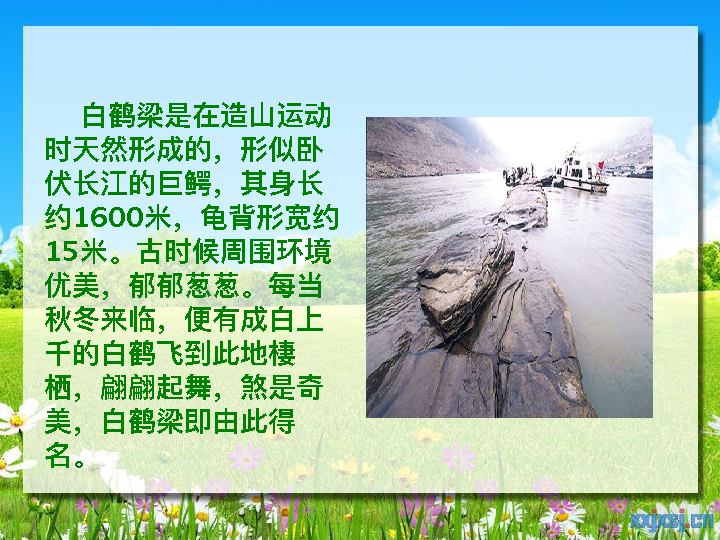 白鹤梁是在造山运动
时天然形成的，形似卧
伏长江的巨鳄，其身长
约1600米，龟背形宽约
15米。古时候周围环境
优美，郁郁葱葱。每当
秋冬来临，便有成白上
千的白鹤飞到此地棲
栖，翩翩起舞，煞是奇
美，白鹤梁即由此得
名。
xxjxsj.cn